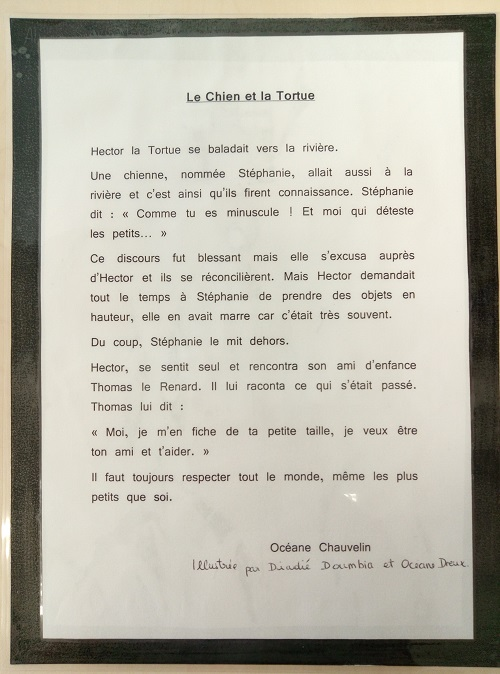 Le Chien et la Tortue
Hector la Tortue se baladait vers la rivière.
Une chienne, nommée Stéphanie, allait aussi à la
rivière et c'est ainsi qu'ils firent connaissance. Stéphanie
dit : « Comme tu es minuscule ! Et moi qui déteste
les petits... »
Ce discours fut blessant mais elle s'excusa auprès
d'Hector et ils se réconcilièrent. Mais Hector demandait
tout le temps à Stéphanie de prendre des objets en
hauteur, elle en avait marre car c'était très souvent.
Du coup, Stéphanie le mit dehors.
Hector, se sentit seul et rencontra son ami d'enfance
Thomas le Renard. Il lui raconta ce qui s'était passé.
Thomas lui dit :
« Moi, je m'en fiche de ta petite taille, je veux être
ton ami et t'aider. »
Il faut toujours respecter tout le monde, même les plus
petits que soi.
Océane Chauvelin
Illustrée par Diadié Doumbia et Océane Dreux